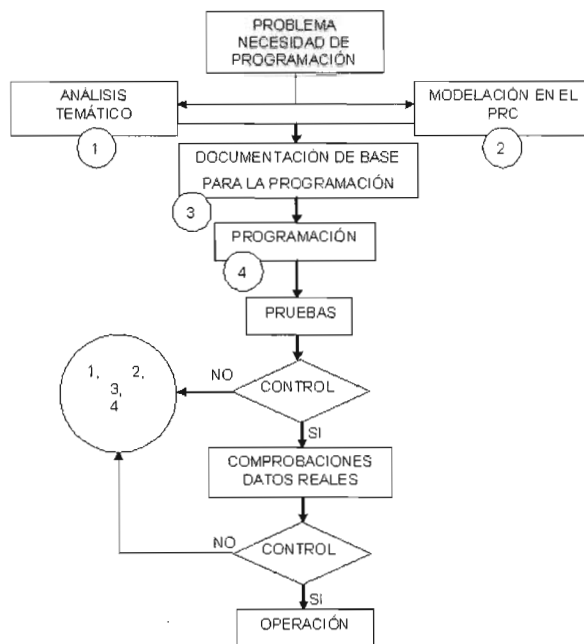 PROBLEMA
NECESIDAD DE
PROGRAMACIÓN
ANÁLISIS
TEMÁTICO
1
MODELACIÓN EN EL
PRC
2
DOCUMENTACIÓN DE BASE
PARA LA PROGRAMACIÓN
3
PROGRAMACIÓN
4
PRUEBAS
CONTROL
NO
1, 2,
3,
4
SI
COMPROBACIONES
DATOS REALES
CONTROL
NO
SI
OPERACIÓN